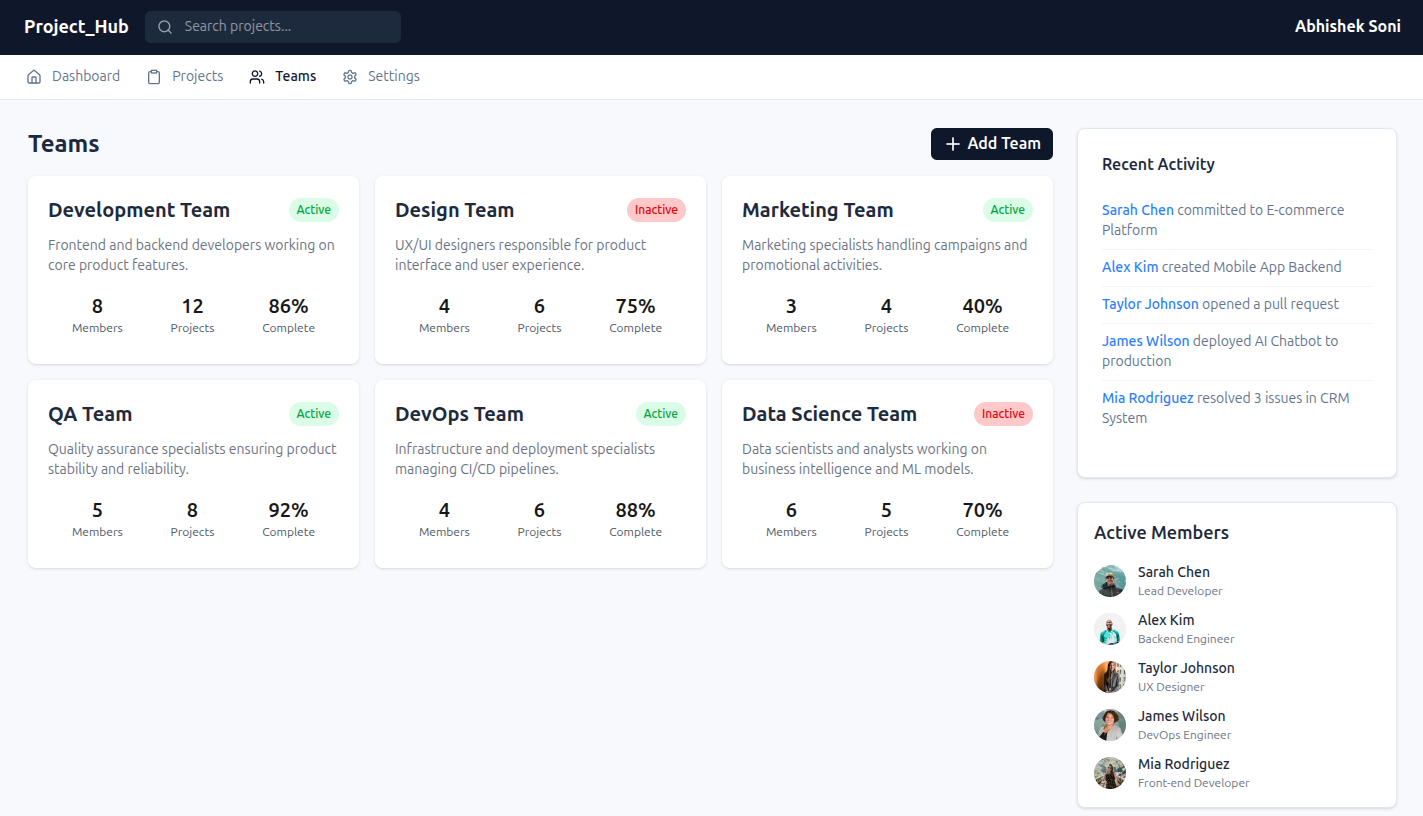 Project_Hub
Search projects...
Abhishek Soni
Dashboard
Projects
Teams
Settings
Teams
Add Team
Development Team
Active
Frontend and backend developers working on
core product features.
8
12
86%
Members
Projects
Complete
Design Team
Inactive
UX/UI designers responsible for product
interface and user experience.
4
6
75%
Members
Projects
Complete
Marketing Team
Active
Marketing specialists handling campaigns and
promotional activities.
3
4
40%
Members
Projects
Complete
QA Team
Active
Quality assurance specialists ensuring product
stability and reliability.
5
8
92%
Members
Projects
Complete
DevOps Team
Active
Infrastructure and deployment specialists
managing CI/CD pipelines.
4
6
88%
Members
Projects
Complete
Data Science Team
Inactive
Data scientists and analysts working on
business intelligence and ML models.
6
5
70%
Members
Projects
Complete
Recent Activity
Sarah Chen committed to E-commerce
Platform
Alex Kim created Mobile App Backend
Taylor Johnson opened a pull request
James Wilson deployed AI Chatbot to
production
Mia Rodriguez resolved 3 issues in CRM
System
Active Members
Sarah Chen
Lead Developer
Alex Kim
Backend Engineer
Taylor Johnson
UX Designer
James Wilson
DevOps Engineer
Mia Rodriguez
Front-end Developer